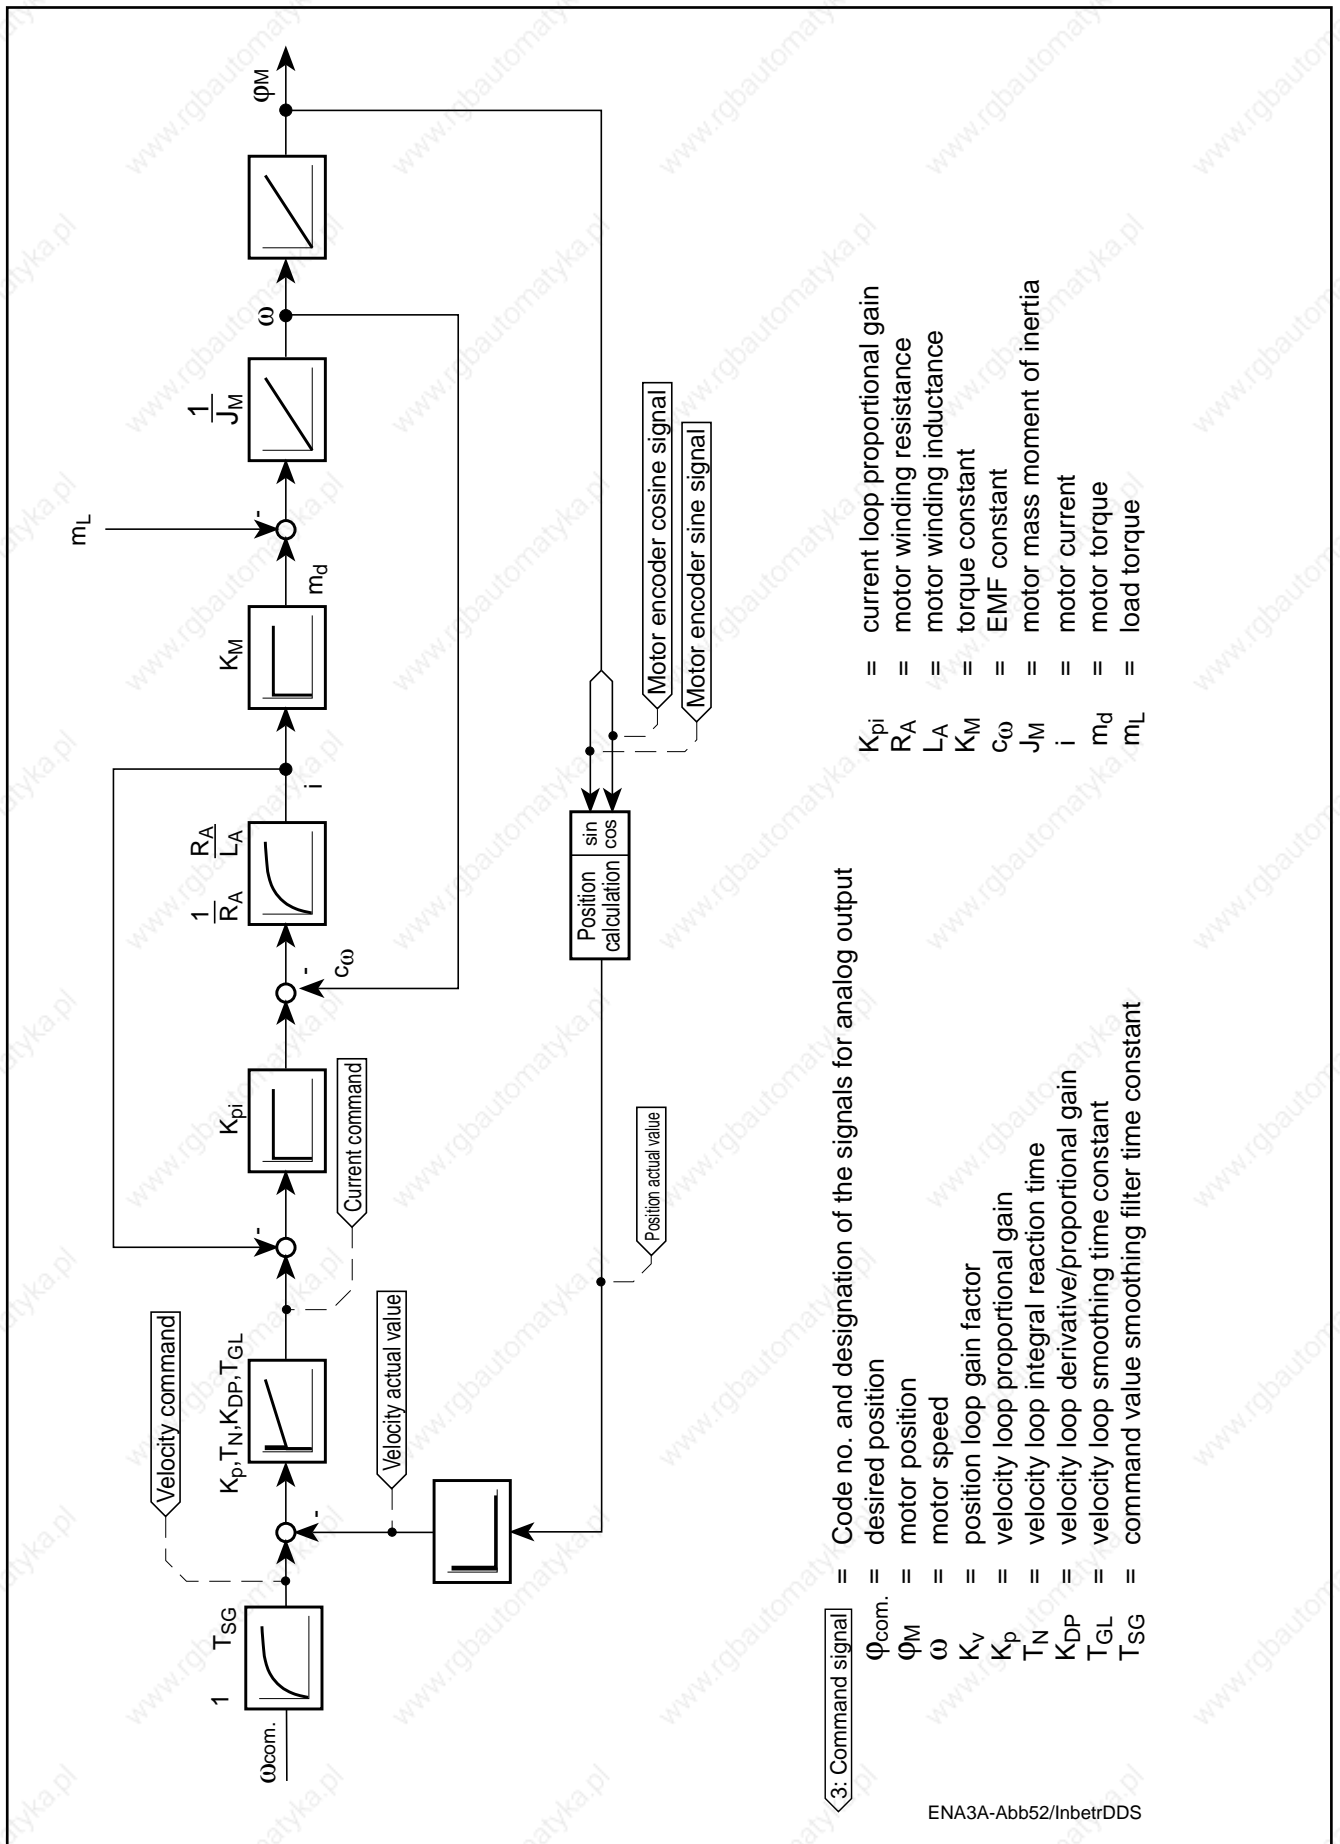 ωcom.
1
TSG
Velocity command
Kp,TN,KDP,TGL
Velocity actual value
-
Current command
-
Kpi
-
cω
1
RA
RA
LA
i
KM
md
mL
-
1
JM
ω
φM
Position actual value
Position
calculation
sin
cos
Motor encoder cosine signal
Motor encoder sine signal
3: Command signal = Code no. and designation of the signals for analog output
φcom. = desired position
φM = motor position
ω = motor speed
Kv = position loop gain factor
Kp = velocity loop proportional gain
TN = velocity loop integral reaction time
KDP = velocity loop derivative/proportional gain
TGL = velocity loop smoothing time constant
TSG = command value smoothing filter time constant
Kpi = current loop proportional gain
RA = motor winding resistance
LA = motor winding inductance
KM = torque constant
cω = EMF constant
JM = motor mass moment of inertia
i = motor current
md = motor torque
mL = load torque
ENA3A-Abb52/InbetrDDS
www.rgbautomatyka.pl